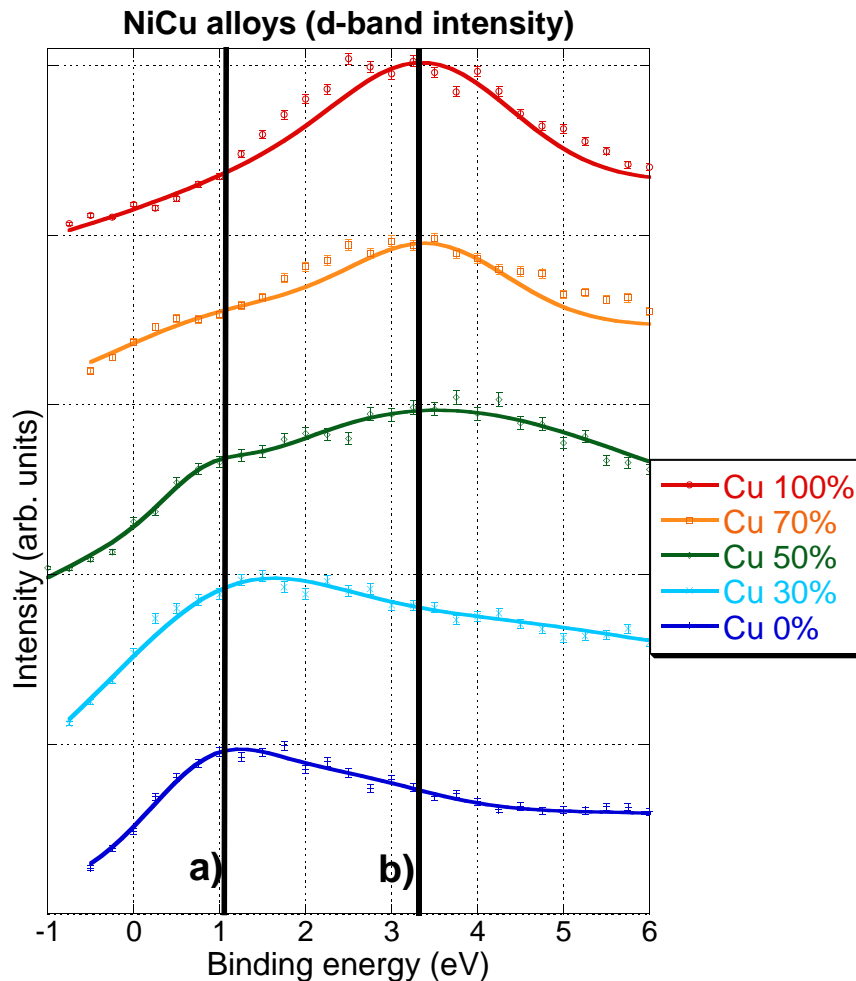 NiCu alloys (d-band intensity)
Intensity (arb. units)
Cu 100%
Cu 70%
Cu 50%
Cu 30%
Cu 0%
a)
b)
-1 0 1 2 3 4 5 6
Binding energy (eV)